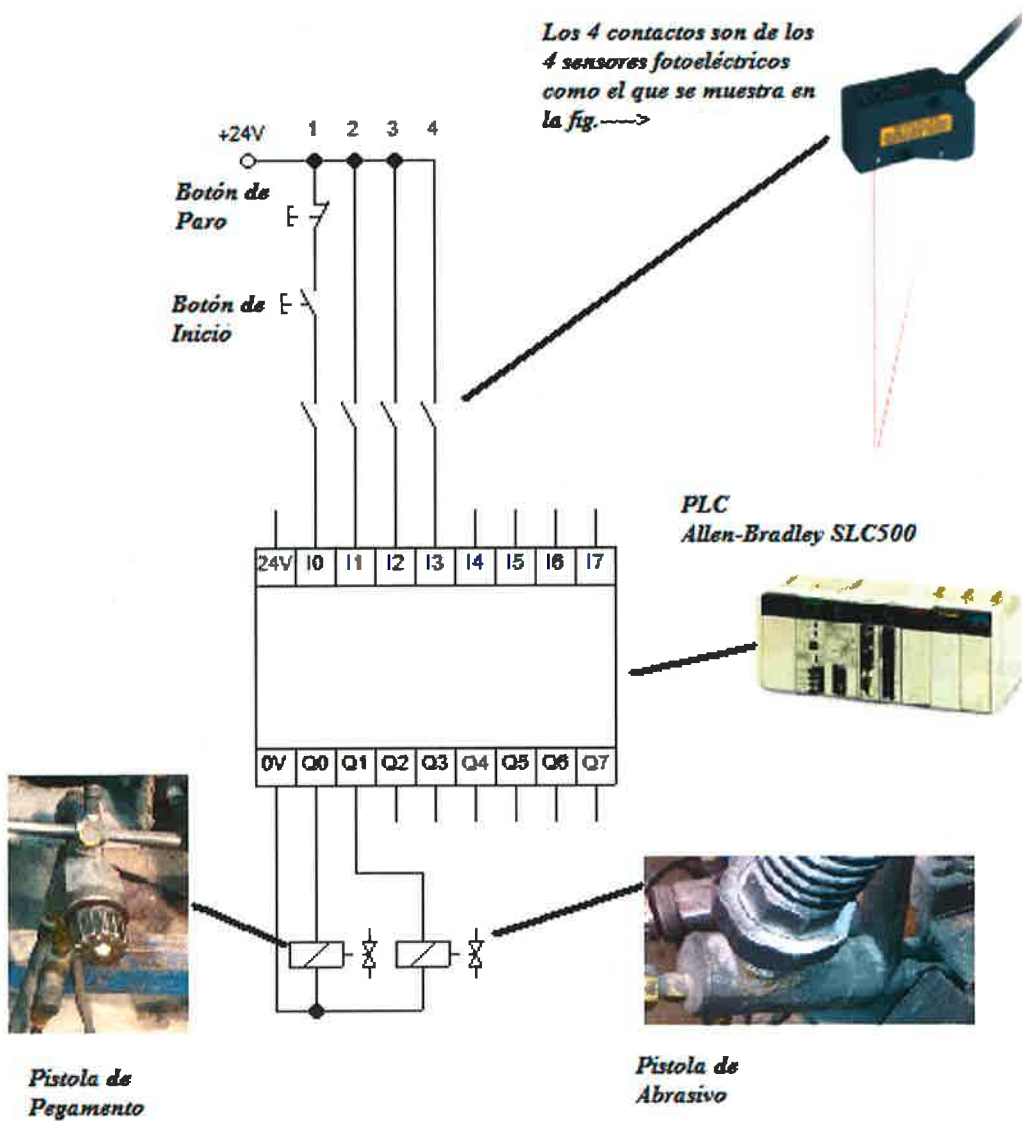 Los 4 contactos son de los
4 sensores fotoeléctricos
como el que se muestra en
la fig.---->
+24V 1 2 3 4
Botón de
Paro
Botón de
Inicio
PLC
Allen-Bradley SLC500
24V I0 I1 I2 I3 I4 I5 I6 I7
0V Q0 Q1 Q2 Q3 Q4 Q5 Q6 Q7
Pistola de
Pegamento
Pistola de
Abrasivo